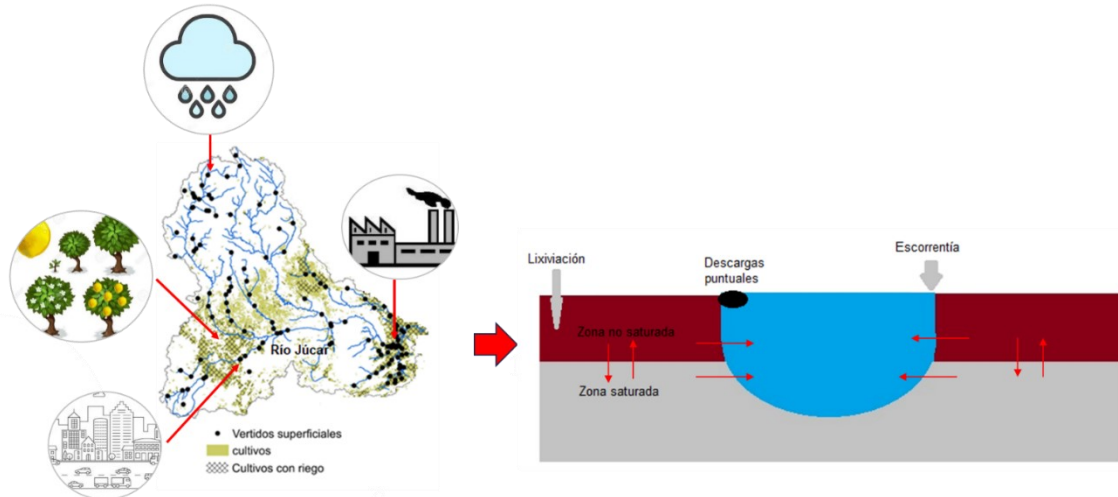 Río Júcar
Vertidos superficiales
cultivos
Cultivos con riego
Lixiviación
Descargas
puntuales
Escorrentía
Zona no saturada
Zona saturada